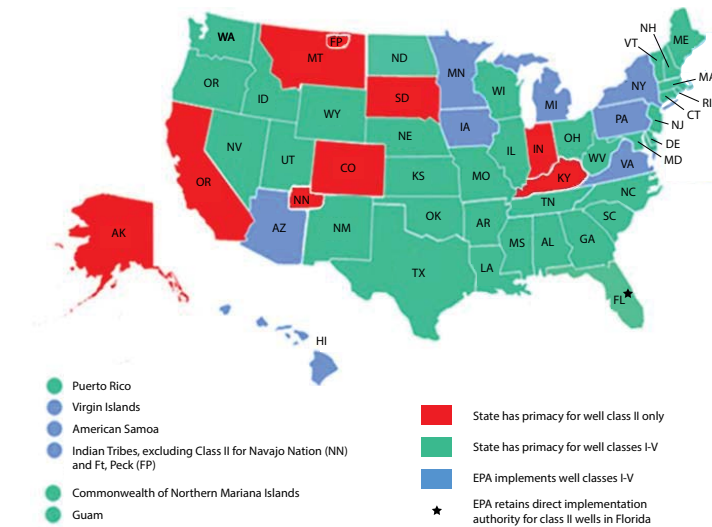 WA
OR
ID
MT
FP
ND
SD
WY
NE
NV
UT
CO
KS
OR
AZ
NN
NM
OK
TX
MN
IA
WI
MO
AR
LA
IL
IN
MI
OH
KY
TN
MS
AL
GA
FL
SC
NC
WV
VA
PA
NY
VT
NH
ME
MA
RI
CT
NJ
DE
MD
AK
HI
Puerto Rico
Virgin Islands
American Samoa
Indian Tribes, excluding Class II for Navajo Nation (NN)
and Ft, Peck (FP)
Commonwealth of Northern Mariana Islands
Guam
State has primacy for well class II only
State has primacy for well classes I-V
EPA implements well classes I-V
EPA retains direct implementation
authority for class II wells in Florida